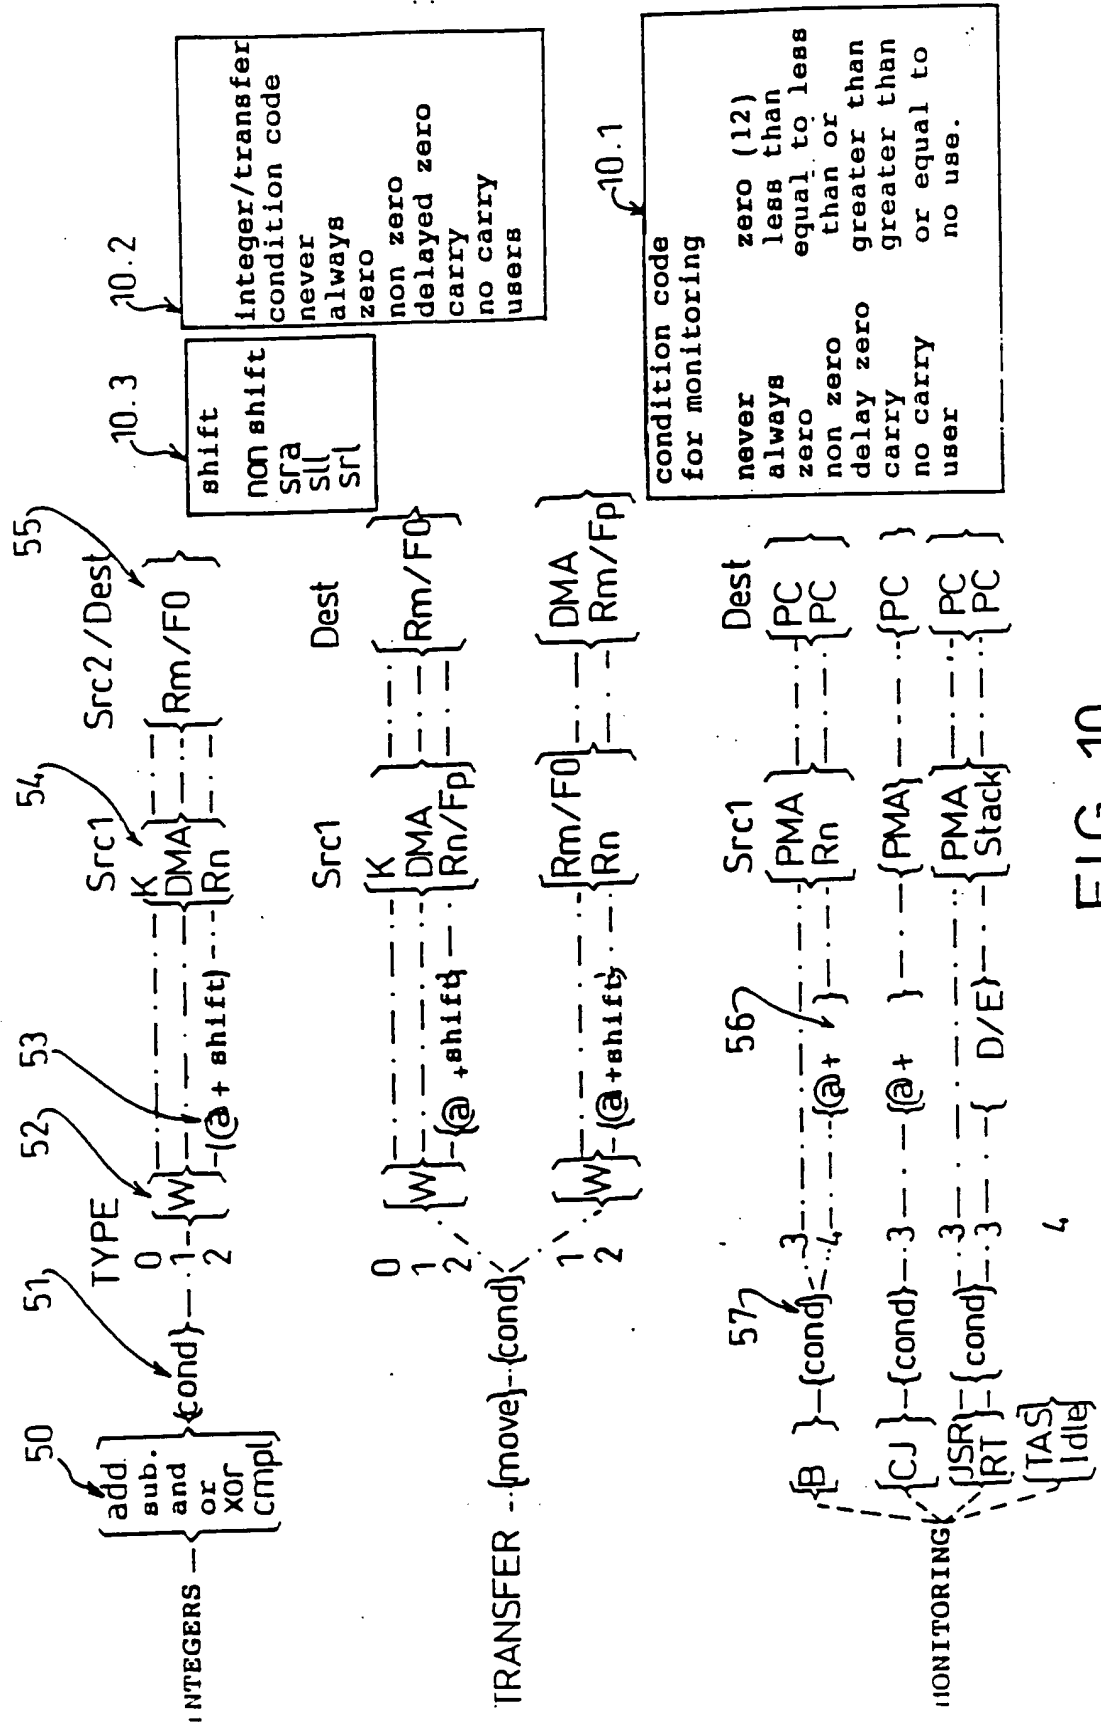 50
51
TYPE
52
53
Src1
54
Src2/Dest
55
INTEGERS
add.
sub.
and
or
xor
cmpl
{cond}
0
1
2
{W}
(@ + shift)
K
DMA
Rn
Rm/F0
10.3
shift
non shift
sra
sll
srl
10.2
integer/transfer
condition code
never
always
zero
non zero
delayed zero
carry
no carry
users
Src1
Dest
TRANSFER
{move}
{cond}
0
1
2
{W}
{@ +shift}
K
DMA
Rn/Fp
Rm/F0
1
2
{W}
{@ +shift}
Rm/F0
Rn
DMA
Rm/Fp
10.1
condition code
for monitoring
never
always
zero
non zero
delay zero
carry
no carry
user
zero (12)
less than
equal to less
than or
greater than
greater than
or equal to
no use.
57
56
Src1
Dest
MONITORING
{B }
{cond}
3
4
{@+ }
PMA
Rn
PC
PC
{CJ }
{cond}
3
{@+ }
{PMA}
{PC }
JSR
RT
{cond}
3
3
{ D/E}
PMA
Stack
PC
PC
TAS
Idle
4
FIG. 10